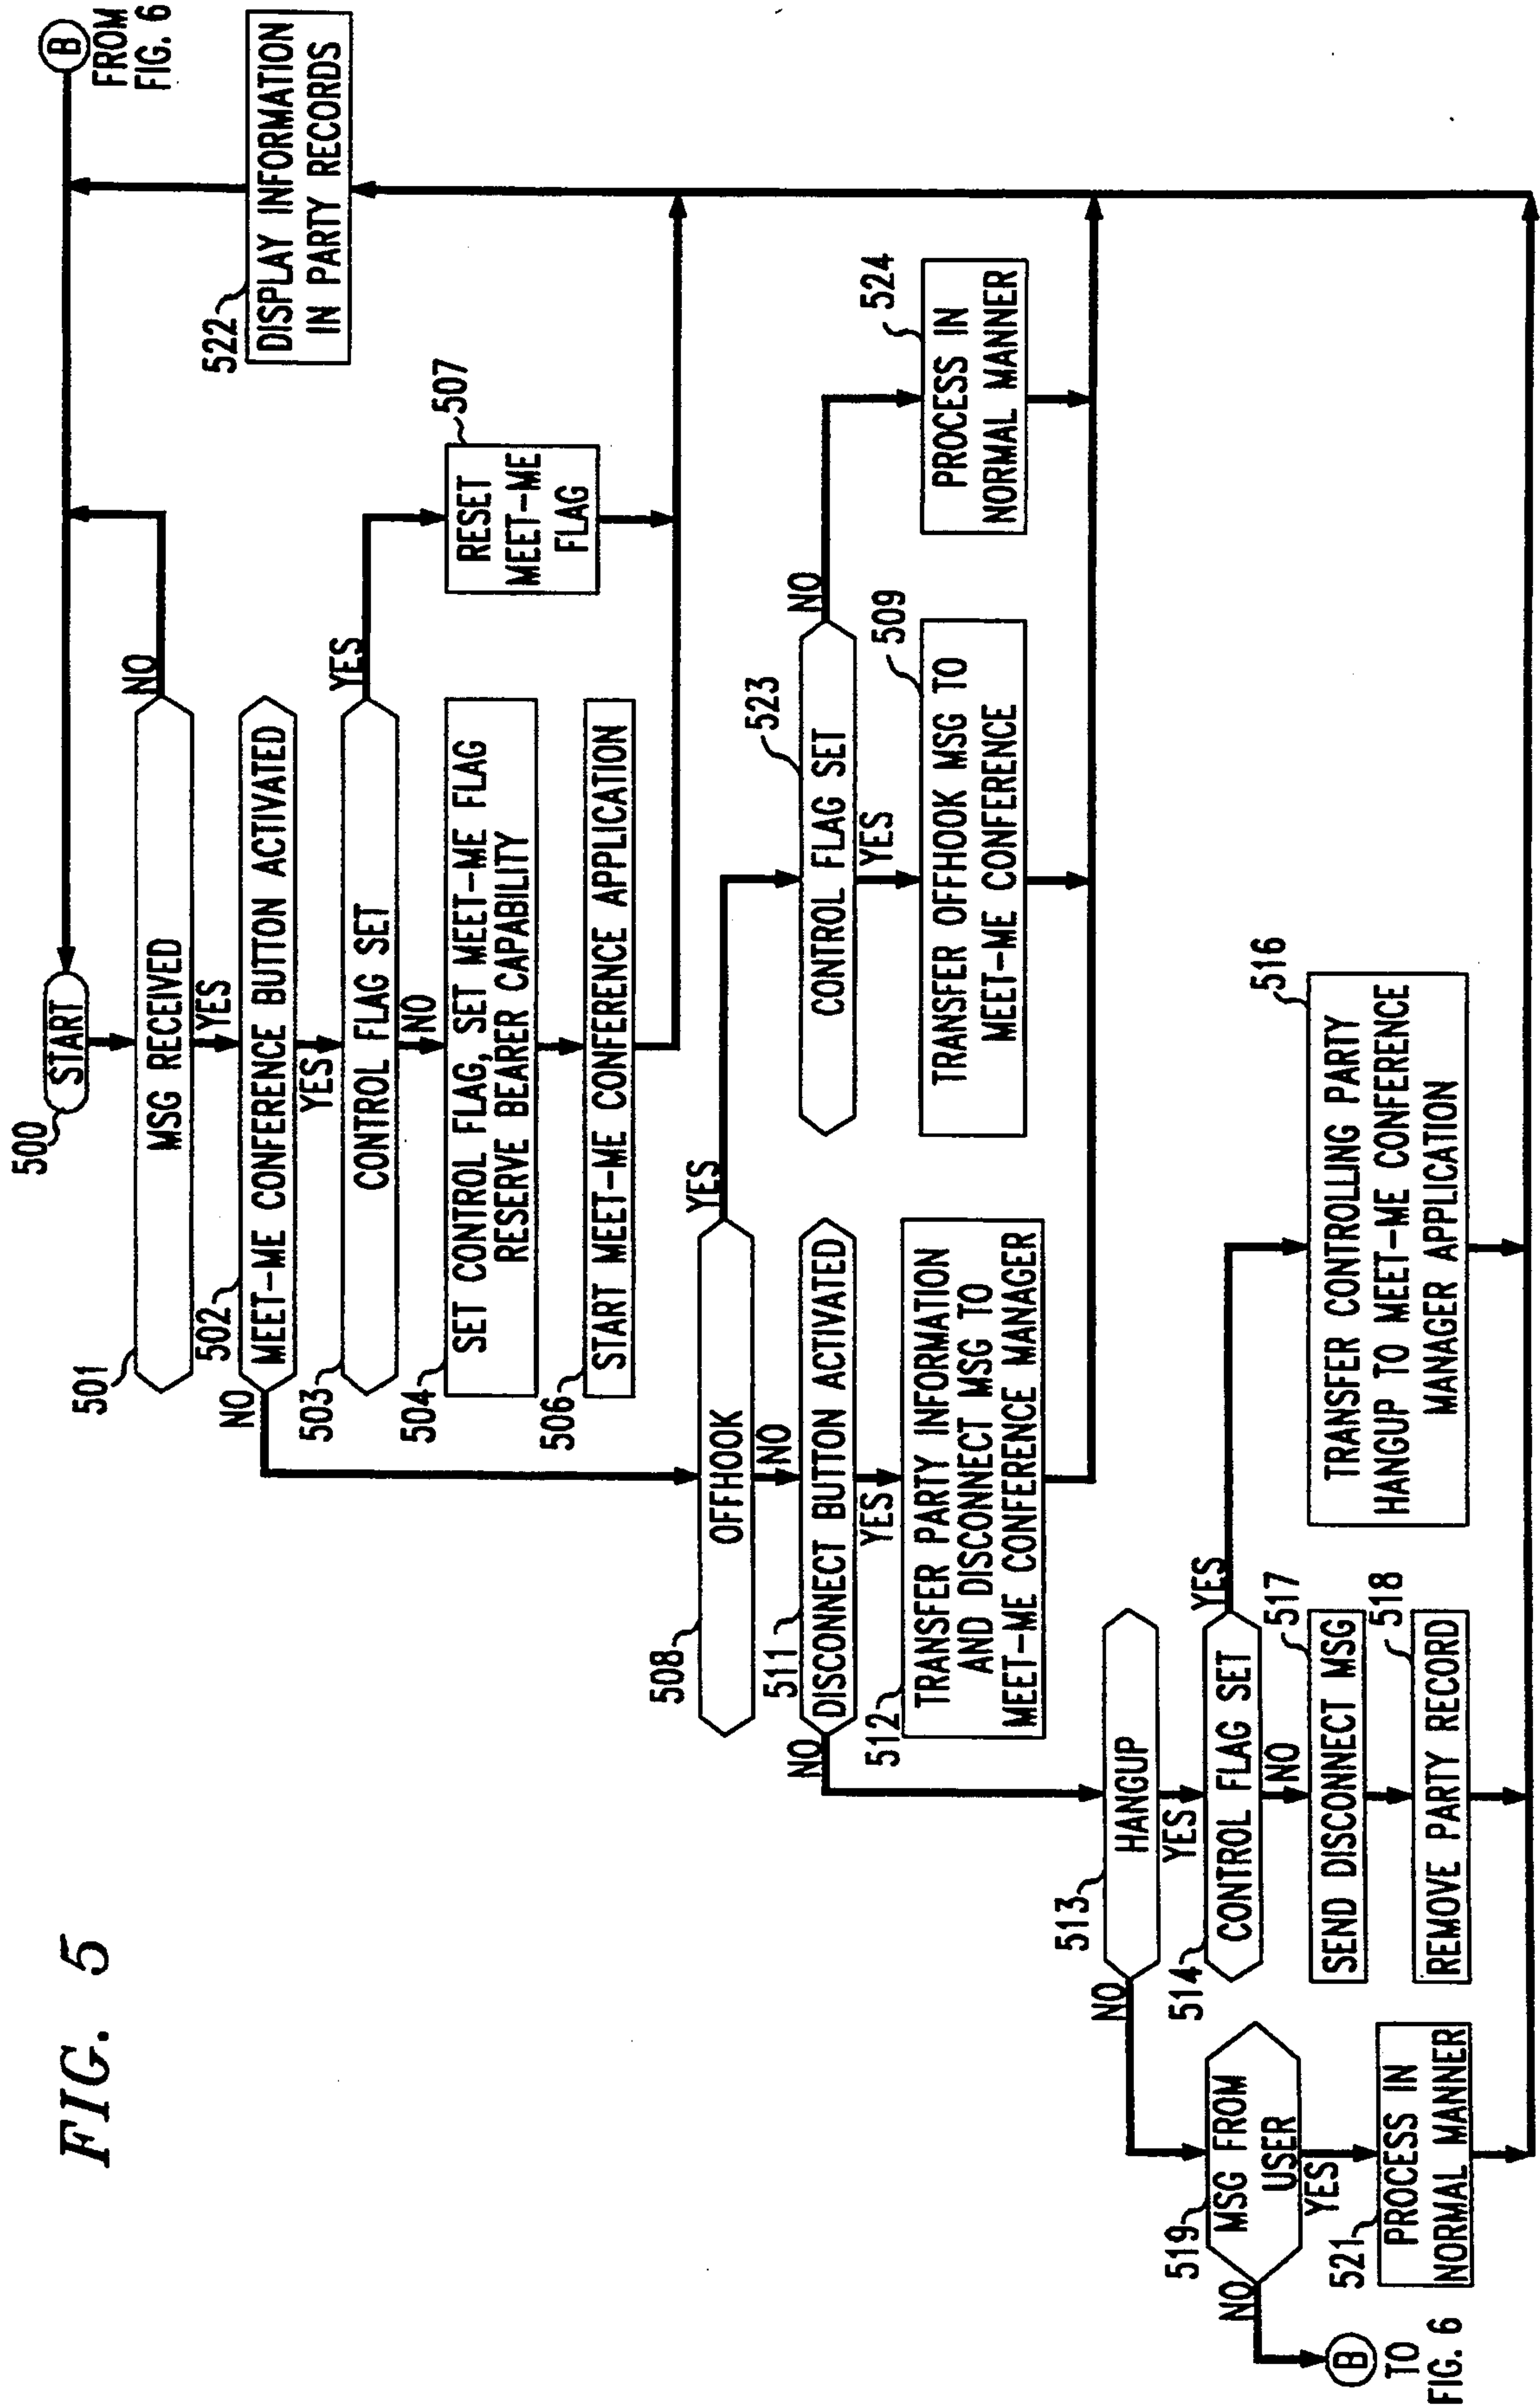 FIG. 5
500
START
B
FROM
FIG. 6
501
MSG RECEIVED
NO
YES
502
MEET-ME CONFERENCE BUTTON ACTIVATED
NO
YES
503
CONTROL FLAG SET
YES
NO
504
SET CONTROL FLAG, SET MEET-ME FLAG
RESERVE BEARER CAPABILITY
507
RESET
MEET-ME
FLAG
522
DISPLAY INFORMATION
IN PARTY RECORDS
506
START MEET-ME CONFERENCE APPLICATION
508
OFFHOOK
YES
NO
523
CONTROL FLAG SET
NO
YES
511
DISCONNECT BUTTON ACTIVATED
NO
YES
512
TRANSFER PARTY INFORMATION
AND DISCONNECT MSG TO
MEET-ME CONFERENCE MANAGER
509
TRANSFER OFFHOOK MSG TO
MEET-ME CONFERENCE
524
PROCESS IN
NORMAL MANNER
513
HANGUP
NO
YES
514
CONTROL FLAG SET
YES
NO
516
TRANSFER CONTROLLING PARTY
HANGUP TO MEET-ME CONFERENCE
MANAGER APPLICATION
517
SEND DISCONNECT MSG
518
REMOVE PARTY RECORD
519
MSG FROM
USER
NO
YES
521
PROCESS IN
NORMAL MANNER
B
TO
FIG. 6